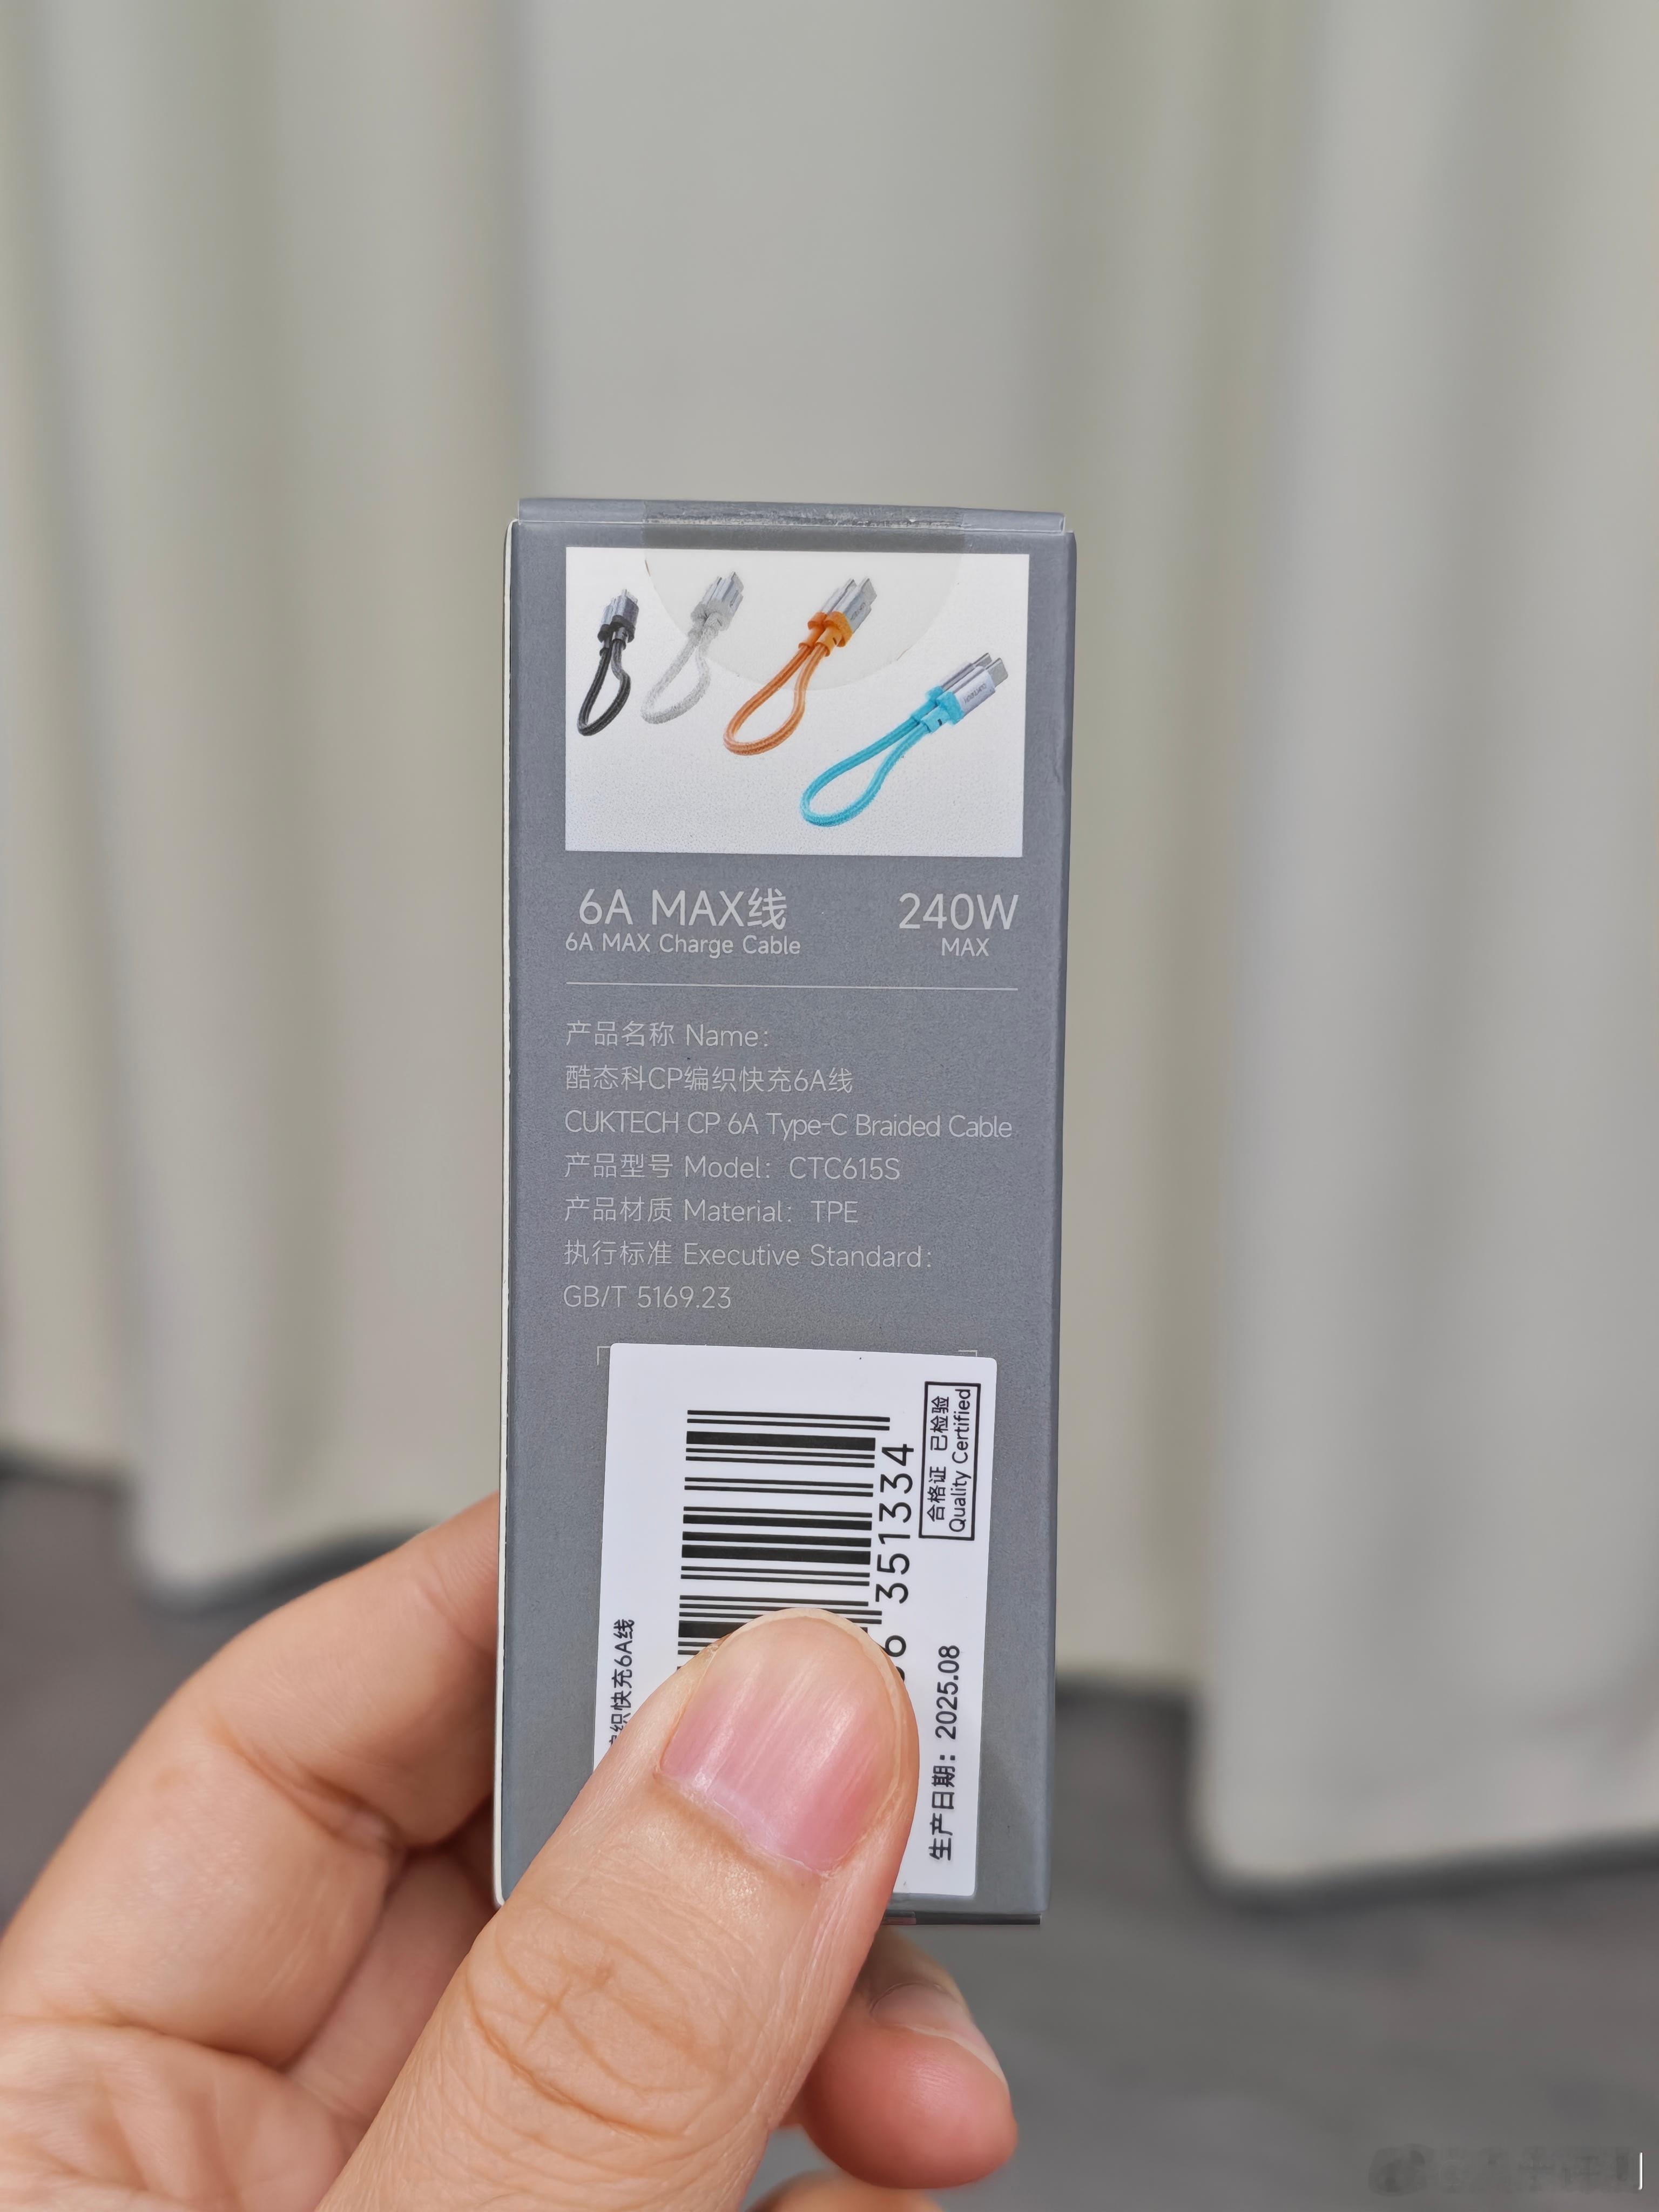 6A MAX线
6A MAX Charge Cable
240W
MAX
产品名称 Name:
酷态科CP编织快充6A线
CUKTECH CP 6A Type-C Braided Cable
产品型号 Model: CTC615S
产品材质 Material: TPE
执行标准 Executive Standard:
GB/T 5169.23
织快充6A线
6 351334
合格证 已检验
Quality Certified
生产日期: 2025.08